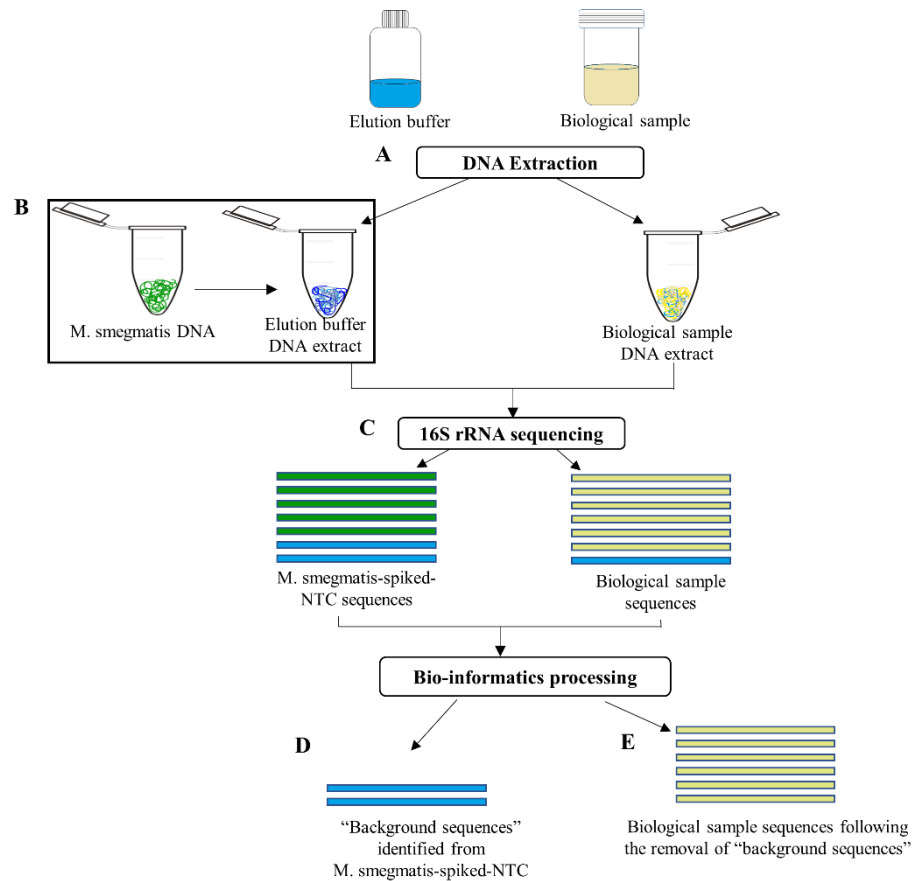 Elution buffer
Biological sample
A
DNA Extraction
B
M. smegmatis DNA
Elution buffer
DNA extract
Biological sample
DNA extract
C
16S rRNA sequencing
M. smegmatis-spiked-
NTC sequences
Biological sample
sequences
Bio-informatics processing
D
E
“Background sequences”
identified from
M. smegmatis-spiked-NTC
Biological sample sequences following
the removal of “background sequences”